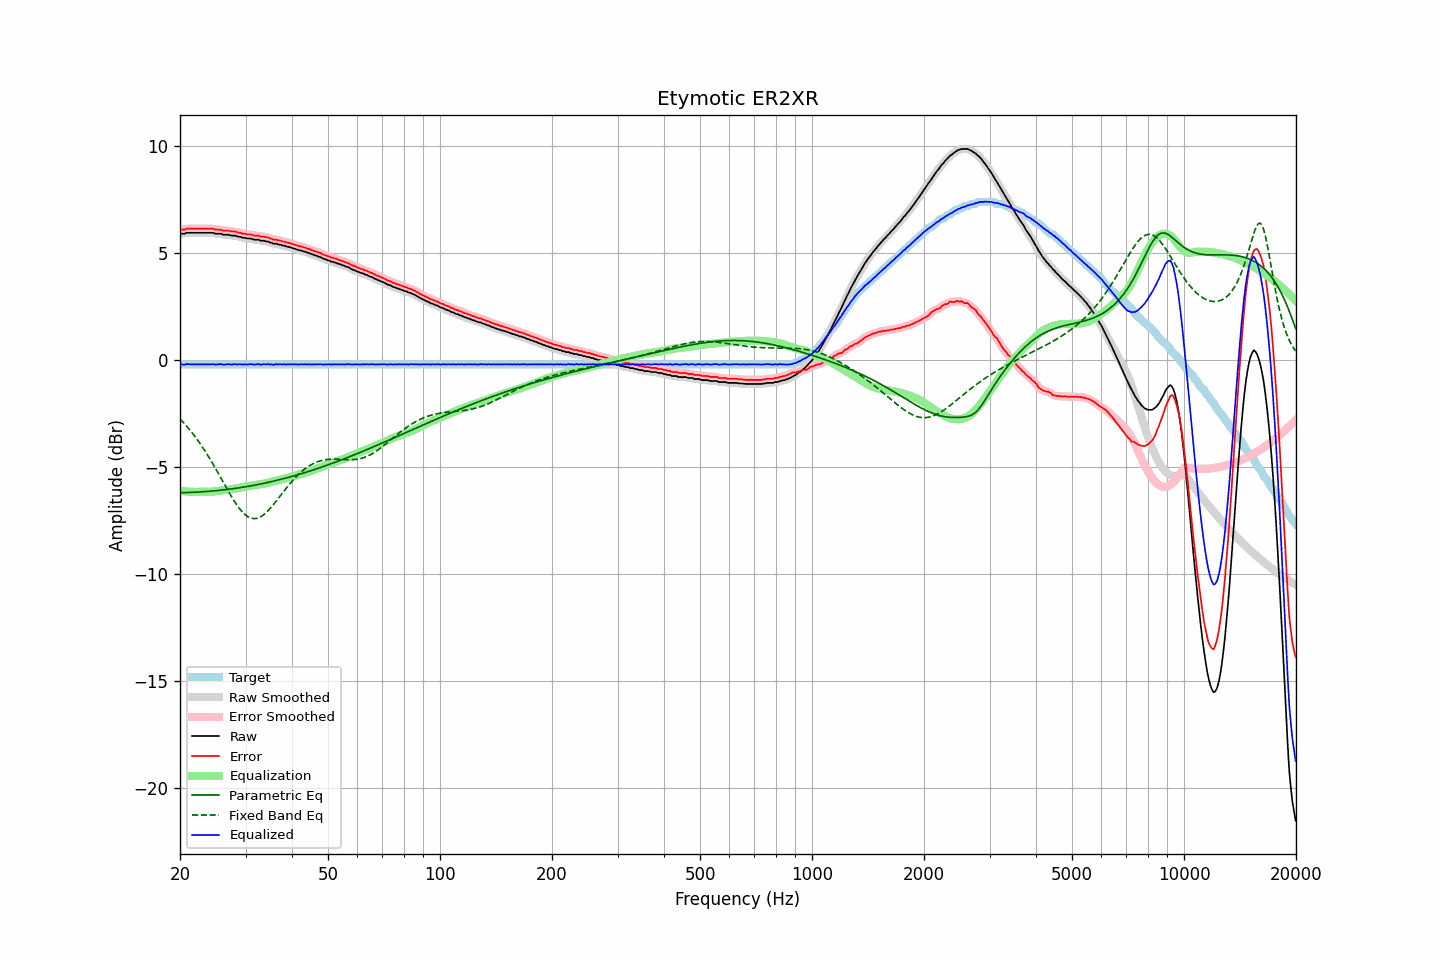 Etymotic ER2XR
Amplitude (dBr)
10
5
0
−5
−10
−15
−20
Target
Raw Smoothed
Error Smoothed
Raw
Error
Equalization
Parametric Eq
Fixed Band Eq
Equalized
20 50 100 200 500 1000 2000 5000 10000 20000
Frequency (Hz)